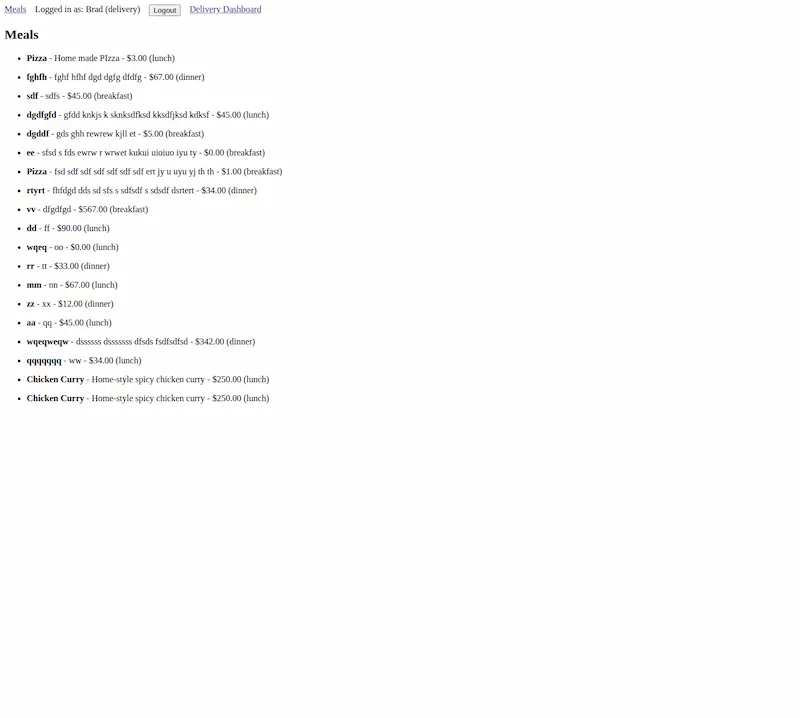 Meals Logged in as: Brad (delivery) Logout Delivery Dashboard
Meals
Pizza - Home made PIzza - $3.00 (lunch)
fghfh - fghf hfhf dgd dgfg dfdfg - $67.00 (dinner)
sdf - sdfs - $45.00 (breakfast)
dgdfgfd - gfdd knkjs k sknksdfksd kksdfjksd kdksf - $45.00 (lunch)
dgddf - gds ghh rewrew kjll et - $5.00 (breakfast)
ee - sfsd s fds ewrw r wrwet kukui uioiuo iyu ty - $0.00 (breakfast)
Pizza - fsd sdf sdf sdf sdf sdf sdf ert jy u uyu yj th th - $1.00 (breakfast)
rtyrt - fhfdgd dds sd sfs s sdfsdf s sdsdf dsrtert - $34.00 (dinner)
vv - dfgdfgd - $567.00 (breakfast)
dd - ff - $90.00 (lunch)
wqeq - oo - $0.00 (lunch)
rr - tt - $33.00 (dinner)
mm - nn - $67.00 (lunch)
zz - xx - $12.00 (dinner)
aa - qq - $45.00 (lunch)
wqeqweqw - dssssss dsssssss dfsds fsdfsdfsd - $342.00 (dinner)
qqqqqqq - ww - $34.00 (lunch)
Chicken Curry - Home-style spicy chicken curry - $250.00 (lunch)
Chicken Curry - Home-style spicy chicken curry - $250.00 (lunch)